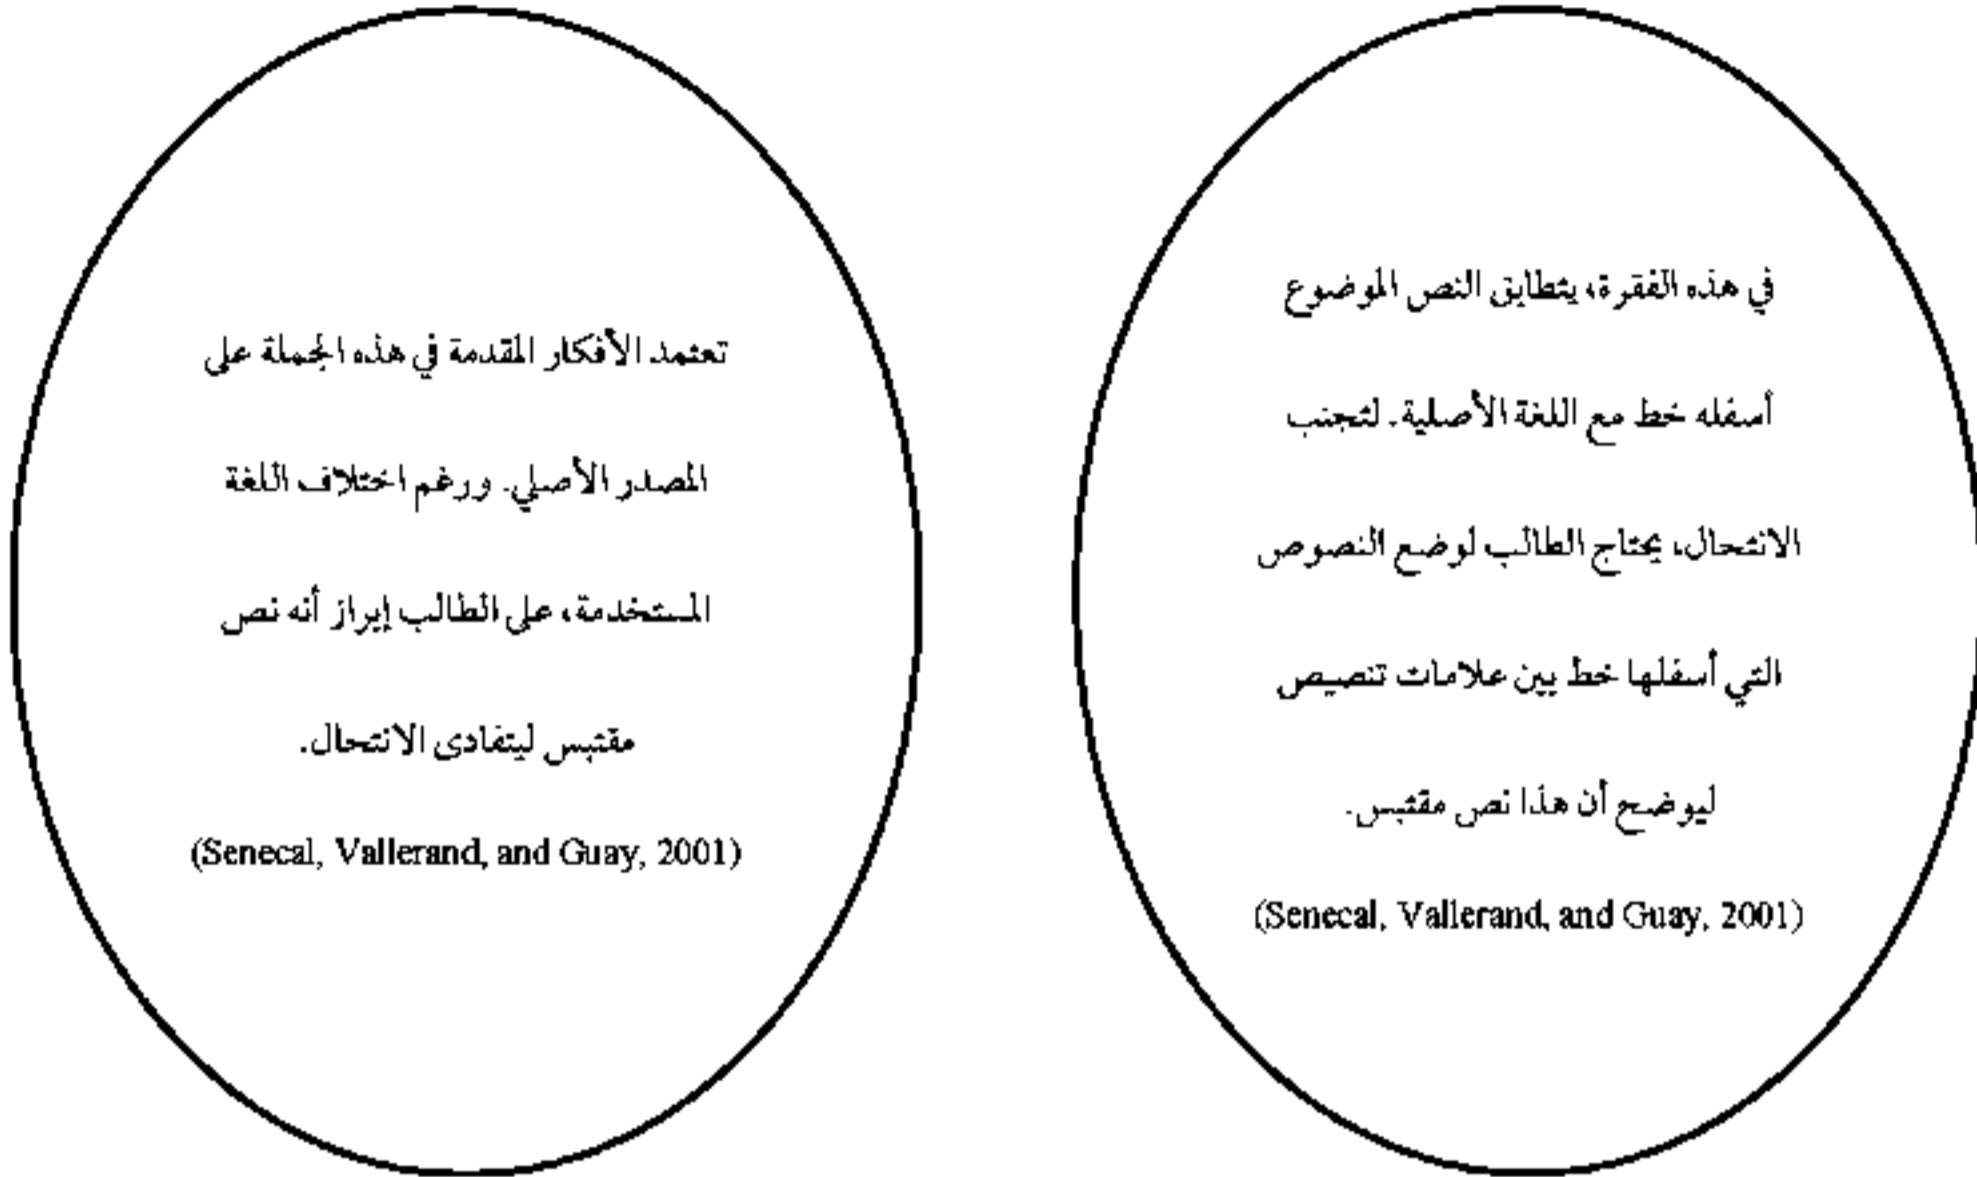 في هذه الفقرة، يتطابق النص الموضوع
أسفله خط مع اللغة الأصلية. لتجنب
الانتحال، يحتاج الطالب لوضع النصوص
التي أسفلها خط بين علامات تنصيص
ليوضح أن هذا نص مقتبس.
(Senecal, Vallerand, and Guay, 2001)
تعتمد الأفكار المقدمة في هذه الجملة على
المصدر الأصلي. ورغم اختلاف اللغة
المستخدمة، على الطالب إبراز أنه نص
مقتبس ليتفادى الانتحال.
(Senecal, Vallerand, and Guay, 2001)